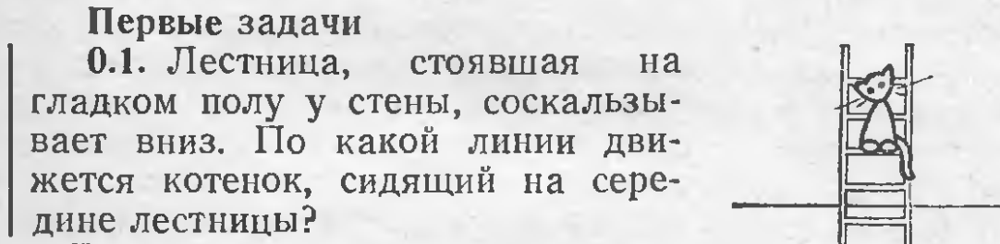 Первые задачи
0.1. Лестница, стоявшая на
гладком полу у стены, соскальзы-
вает вниз. По какой линии дви-
жется котенок, сидящий на сере-
дине лестницы?